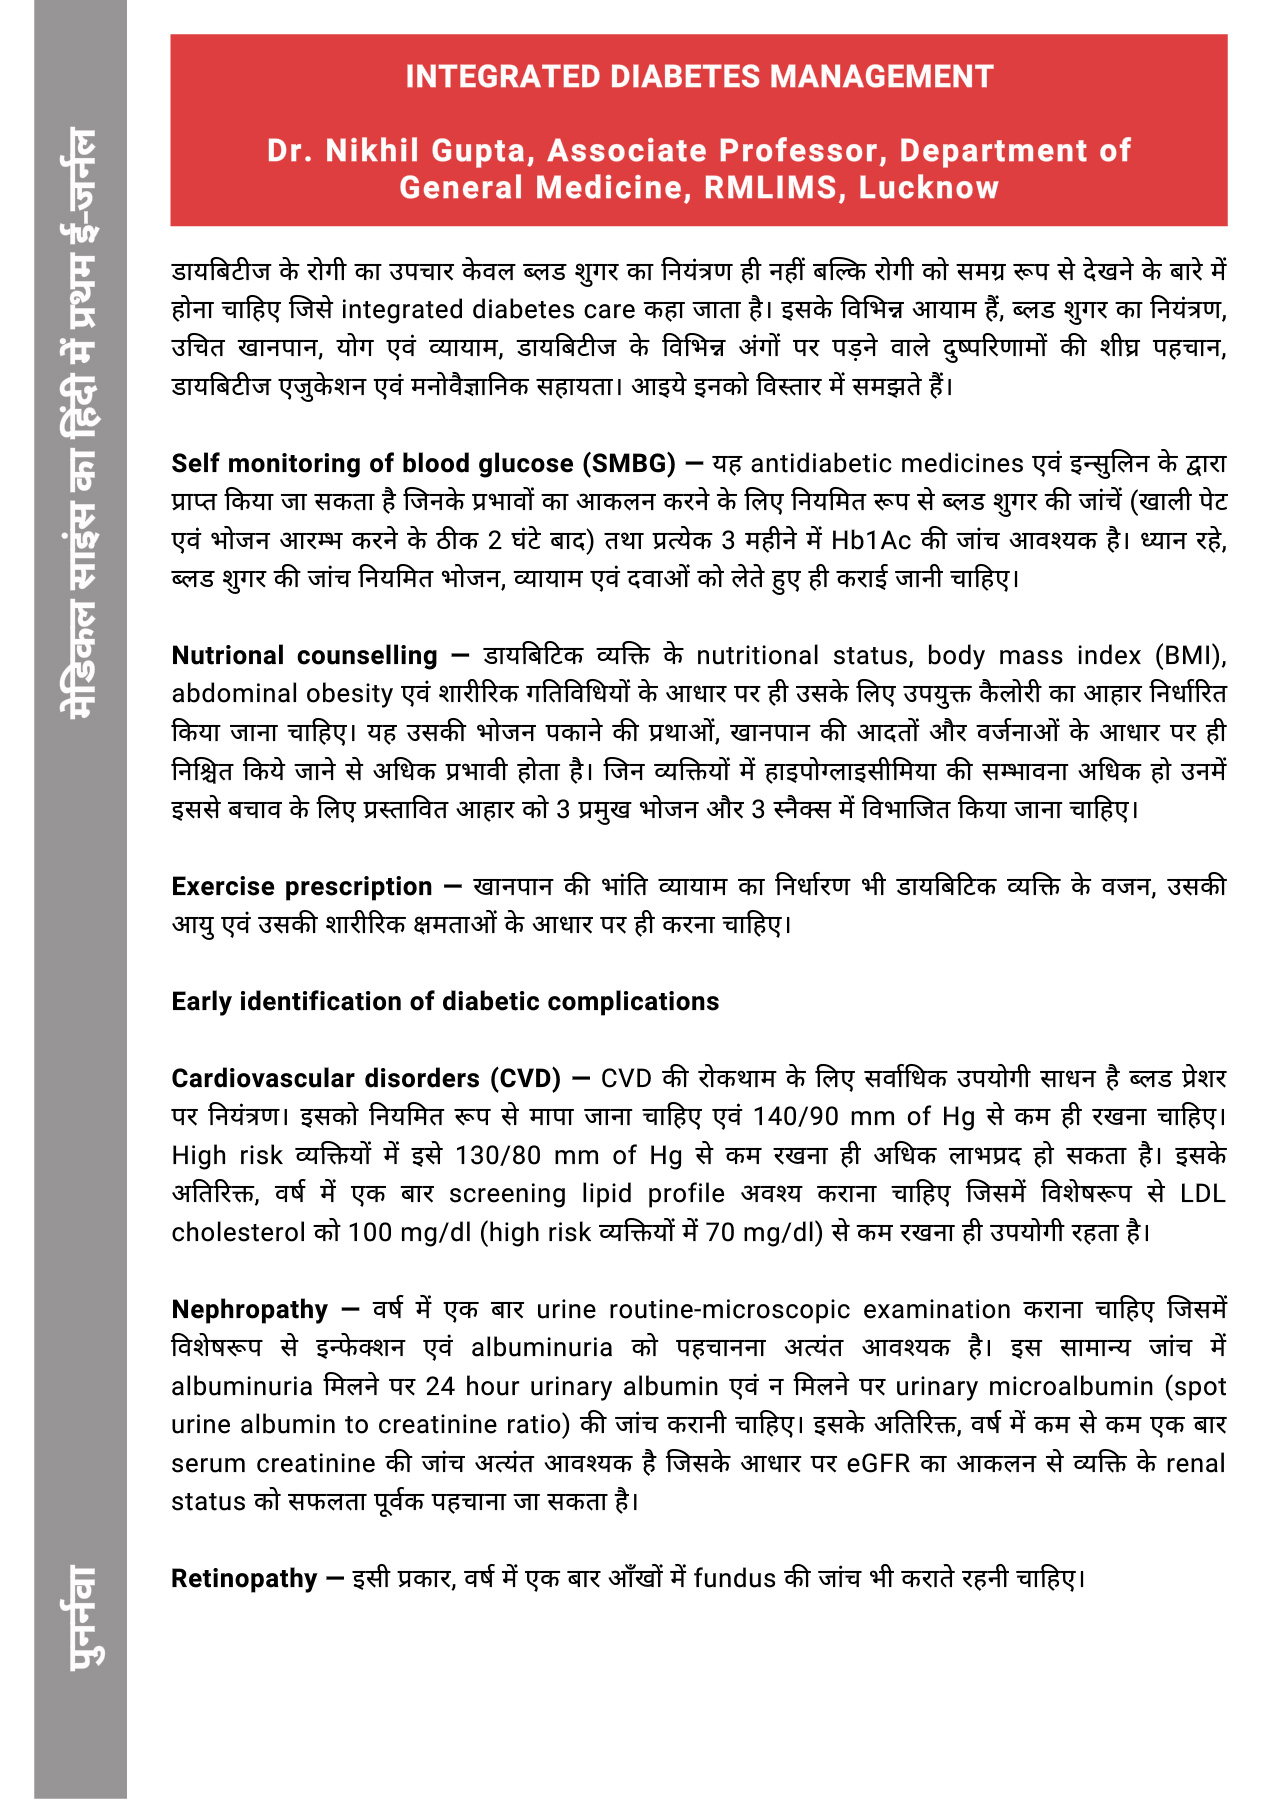 INTEGRATED DIABETES MANAGEMENT
Dr. Nikhil Gupta, Associate Professor, Department of
General Medicine, RMLIMS, Lucknow
डायबिटीज के रोगी का उपचार केवल ब्लड शुगर का नियंत्रण ही नहीं बल्कि रोगी को समग्र रूप से देखने के बारे में
होना चाहिए जिसे integrated diabetes care कहा जाता है। इसके विभिन्न आयाम हैं, ब्लड शुगर का नियंत्रण,
उचित खानपान, योग एवं व्यायाम, डायबिटीज के विभिन्न अंगों पर पड़ने वाले दुष्परिणामों की शीघ्र पहचान,
डायबिटीज एजुकेशन एवं मनोवैज्ञानिक सहायता। आइये इनको विस्तार में समझते हैं।
Self monitoring of blood glucose (SMBG) – यह antidiabetic medicines एवं इन्सुलिन के द्वारा
प्राप्त किया जा सकता है जिनके प्रभावों का आकलन करने के लिए नियमित रूप से ब्लड शुगर की जांचें (खाली पेट
एवं भोजन आरम्भ करने के ठीक 2 घंटे बाद) तथा प्रत्येक 3 महीने में Hb1Ac की जांच आवश्यक है। ध्यान रहे,
ब्लड शुगर की जांच नियमित भोजन, व्यायाम एवं दवाओं को लेते हुए ही कराई जानी चाहिए।
Nutrional counselling – डायबिटिक व्यक्ति के nutritional status, body mass index (BMI),
abdominal obesity एवं शारीरिक गतिविधियों के आधार पर ही उसके लिए उपयुक्त कैलोरी का आहार निर्धारित
किया जाना चाहिए। यह उसकी भोजन पकाने की प्रथाओं, खानपान की आदतों और वर्जनाओं के आधार पर ही
निश्चित किये जाने से अधिक प्रभावी होता है। जिन व्यक्तियों में हाइपोग्लाइसीमिया की सम्भावना अधिक हो उनमें
इससे बचाव के लिए प्रस्तावित आहार को 3 प्रमुख भोजन और 3 स्नैक्स में विभाजित किया जाना चाहिए।
Exercise prescription – खानपान की भांति व्यायाम का निर्धारण भी डायबिटिक व्यक्ति के वजन, उसकी
आयु एवं उसकी शारीरिक क्षमताओं के आधार पर ही करना चाहिए।
Early identification of diabetic complications
Cardiovascular disorders (CVD) – CVD की रोकथाम के लिए सर्वाधिक उपयोगी साधन है ब्लड प्रेशर
पर नियंत्रण। इसको नियमित रूप से मापा जाना चाहिए एवं 140/90 mm of Hg से कम ही रखना चाहिए।
High risk व्यक्तियों में इसे 130/80 mm of Hg से कम रखना ही अधिक लाभप्रद हो सकता है। इसके
अतिरिक्त, वर्ष में एक बार screening lipid profile अवश्य कराना चाहिए जिसमें विशेषरूप से LDL
cholesterol को 100 mg/dl (high risk व्यक्तियों में 70 mg/dl) से कम रखना ही उपयोगी रहता है।
Nephropathy – वर्ष में एक बार urine routine-microscopic examination कराना चाहिए जिसमें
विशेषरूप से इन्फेक्शन एवं albuminuria को पहचानना अत्यंत आवश्यक है। इस सामान्य जांच में
albuminuria मिलने पर 24 hour urinary albumin एवं न मिलने पर urinary microalbumin (spot
urine albumin to creatinine ratio) की जांच करानी चाहिए। इसके अतिरिक्त, वर्ष में कम से कम एक बार
serum creatinine की जांच अत्यंत आवश्यक है जिसके आधार पर eGFR का आकलन से व्यक्ति के renal
status को सफलता पूर्वक पहचाना जा सकता है।
Retinopathy – इसी प्रकार, वर्ष में एक बार आँखों में fundus की जांच भी कराते रहनी चाहिए।
मेडिकल साइंस का हिंदी में प्रथम ई-जर्नल
पुनर्नवा